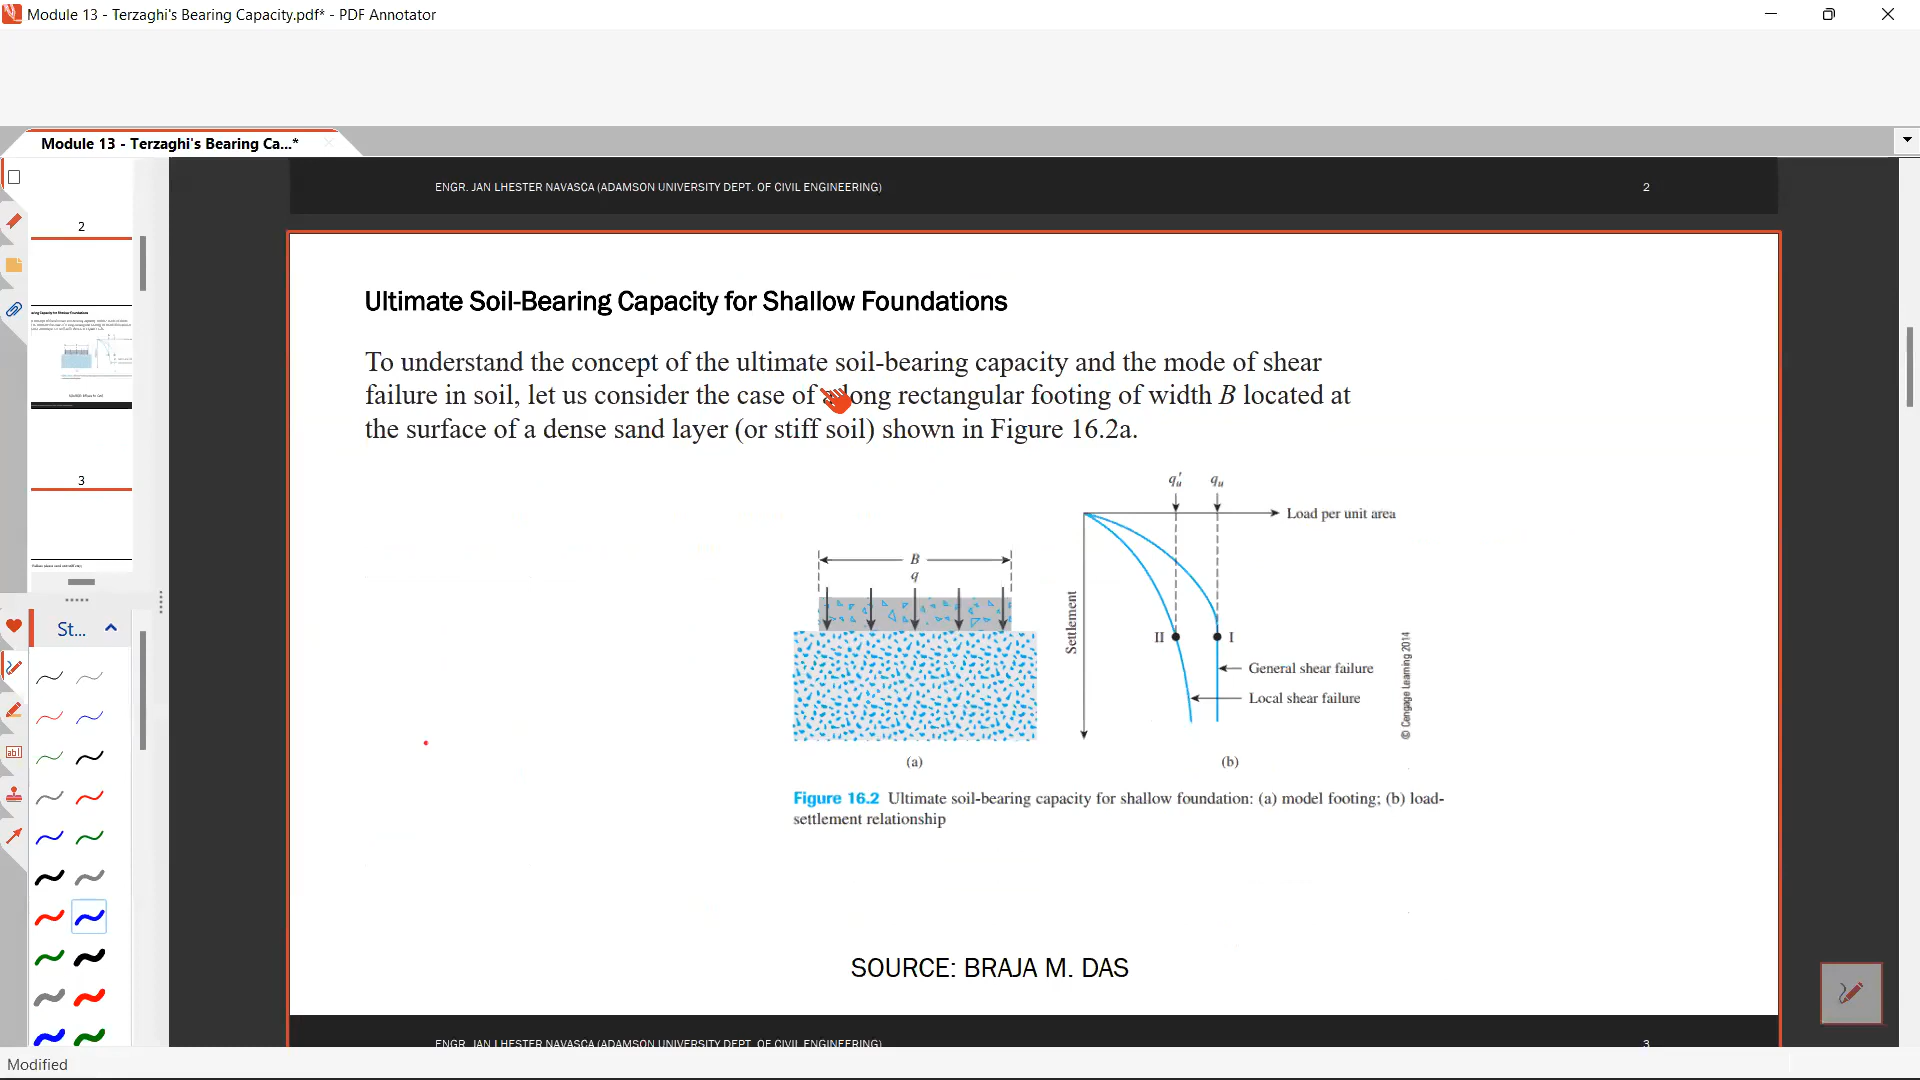 Module 13 - Terzaghi's Bearing Capacity.pdf* - PDF Annotator
Module 13 - Terzaghi's Bearing Ca...*
ENGR. JAN LHESTER NAVASCA (ADAMSON UNIVERSITY DEPT. OF CIVIL ENGINEERING)
2
2
3
St...
Ultimate Soil-Bearing Capacity for Shallow Foundations
To understand the concept of the ultimate soil-bearing capacity and the mode of shear
failure in soil, let us consider the case of long rectangular footing of width B located at
the surface of a dense sand layer (or stiff soil) shown in Figure 16.2a.
q'u
qu
Load per unit area
B
q
Settlement
II
I
General shear failure
Local shear failure
© Cengage Learning 2014
(a)
(b)
Figure 16.2 Ultimate soil-bearing capacity for shallow foundation: (a) model footing; (b) load-
settlement relationship
SOURCE: BRAJA M. DAS
ENGR. JAN LHESTER NAVASCA (ADAMSON UNIVERSITY DEPT. OF CIVIL ENGINEERING)
3
Modified